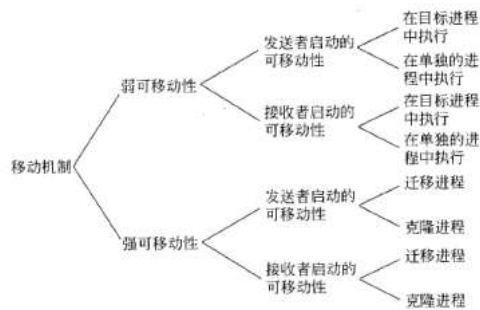 在目标进程
中执行
发送者启动的
可移动性
在单独的进
程中执行
弱可移动性
在目标进程
中执行
接收者启动的
可移动性
在单独的进
程中执行
移动机制
迁移进程
发送者启动的
可移动性
克隆进程
强可移动性
迁移进程
接收者启动的
可移动性
克隆进程